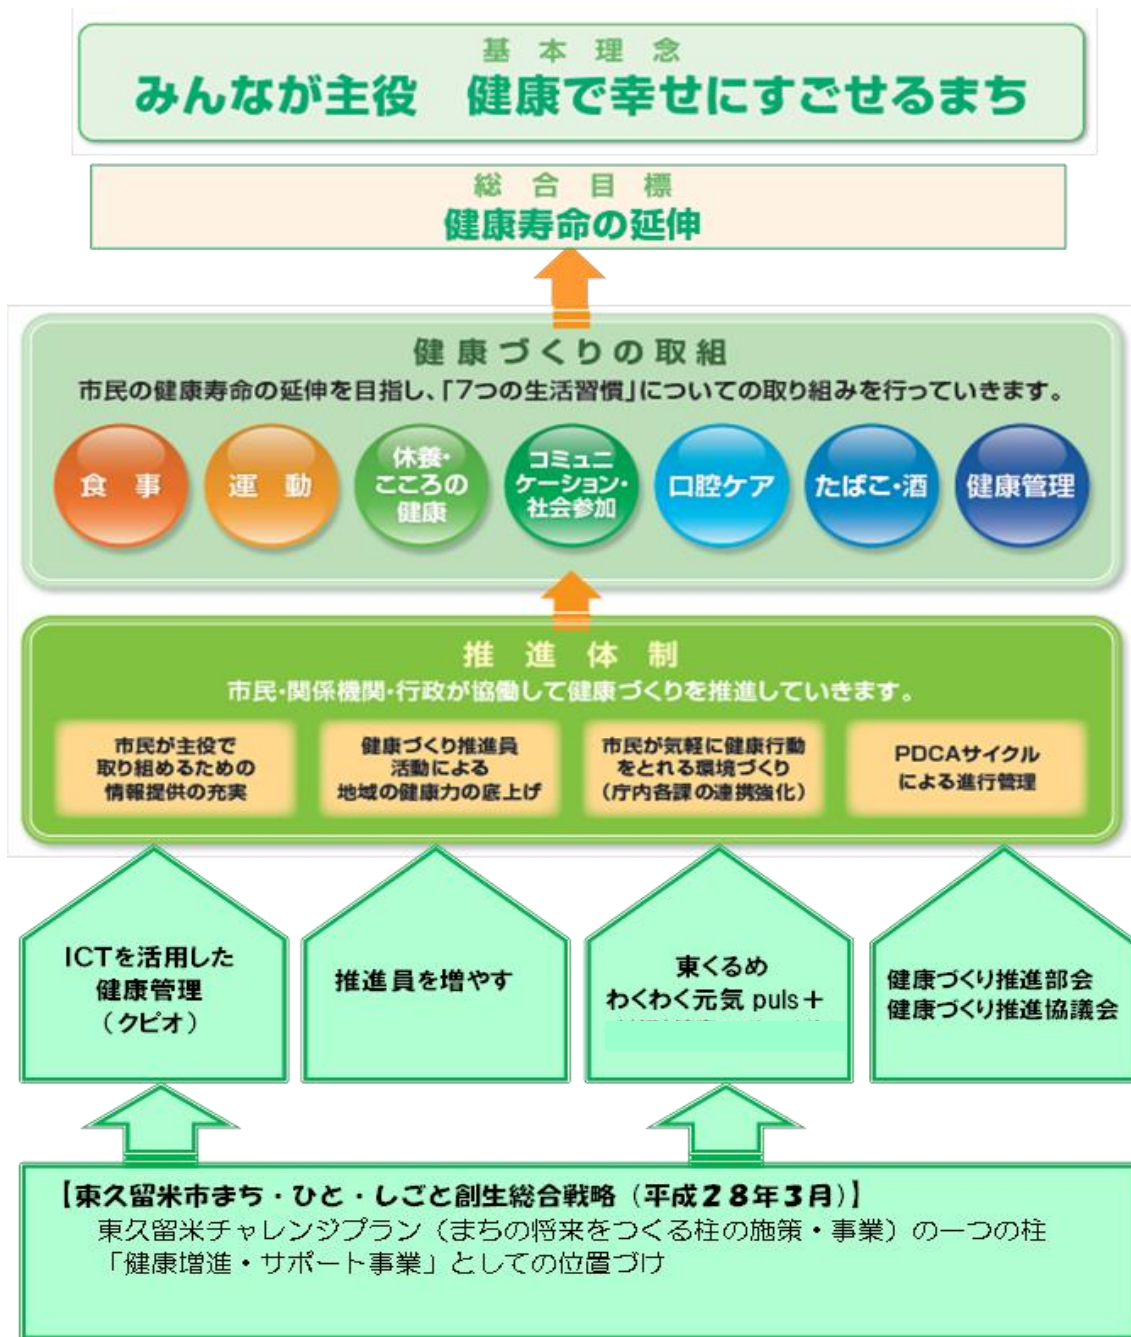 基本理念
みんなが主役　健康で幸せにすごせるまち
総合目標
健康寿命の延伸
健康づくりの取組
市民の健康寿命の延伸を目指し、「7つの生活習慣」についての取り組みを行っていきます。
食事
運動
休養・
こころの
健康
コミュニ
ケーション・
社会参加
口腔ケア
たばこ・酒
健康管理
推進体制
市民・関係機関・行政が協働して健康づくりを推進していきます。
市民が主役で
取り組めるための
情報提供の充実
健康づくり推進員
活動による
地域の健康力の底上げ
市民が気軽に健康行動
をとれる環境づくり
（庁内各課の連携強化）
PDCAサイクル
による進行管理
ICTを活用した
健康管理
（クピオ）
推進員を増やす
東くるめ
わくわく元気 puls＋
健康づくり推進部会
健康づくり推進協議会
【東久留米市まち・ひと・しごと創生総合戦略（平成２８年３月）】
東久留米チャレンジプラン（まちの将来をつくる柱の施策・事業）の一つの柱
「健康増進・サポート事業」としての位置づけ